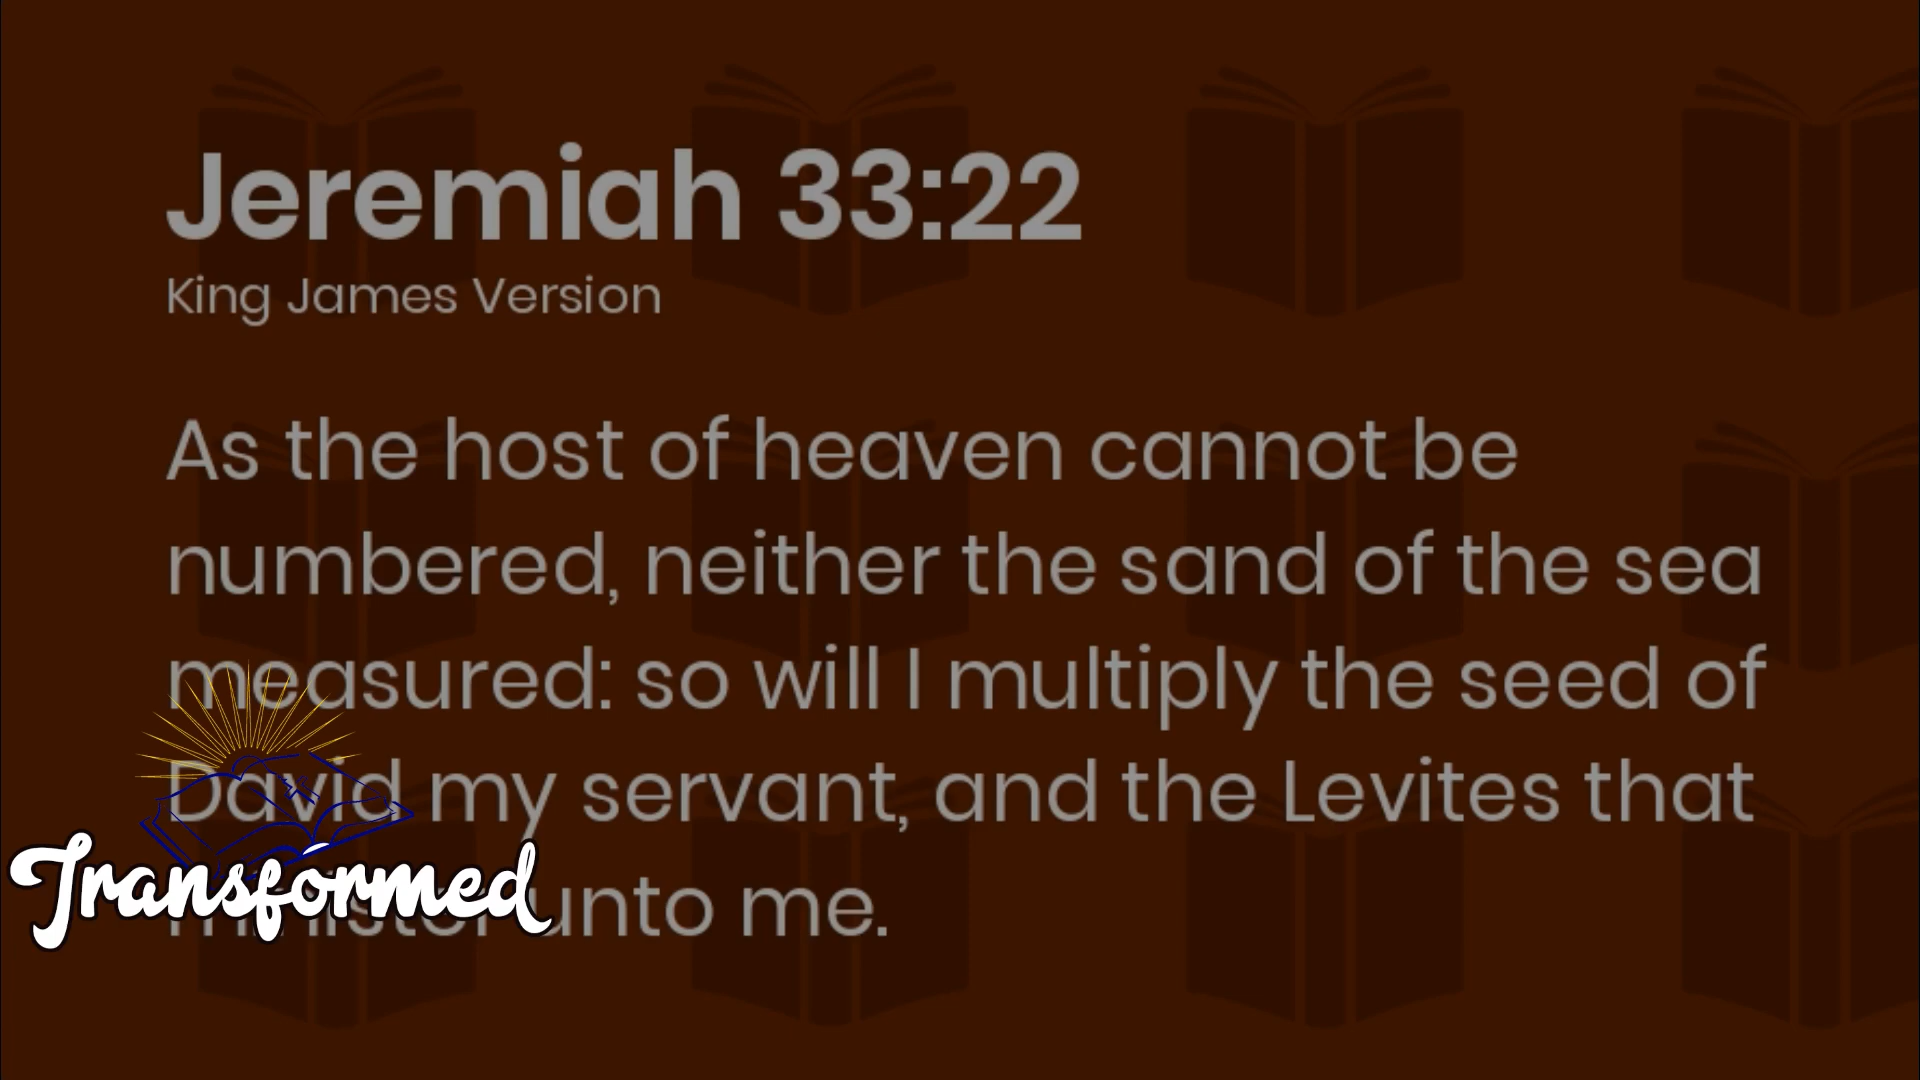 Jeremiah 33:22
King James Version
As the host of heaven cannot be
numbered, neither the sand of the sea
measured: so will I multiply the seed of
David my servant, and the Levites that
minister unto me.
Transformed